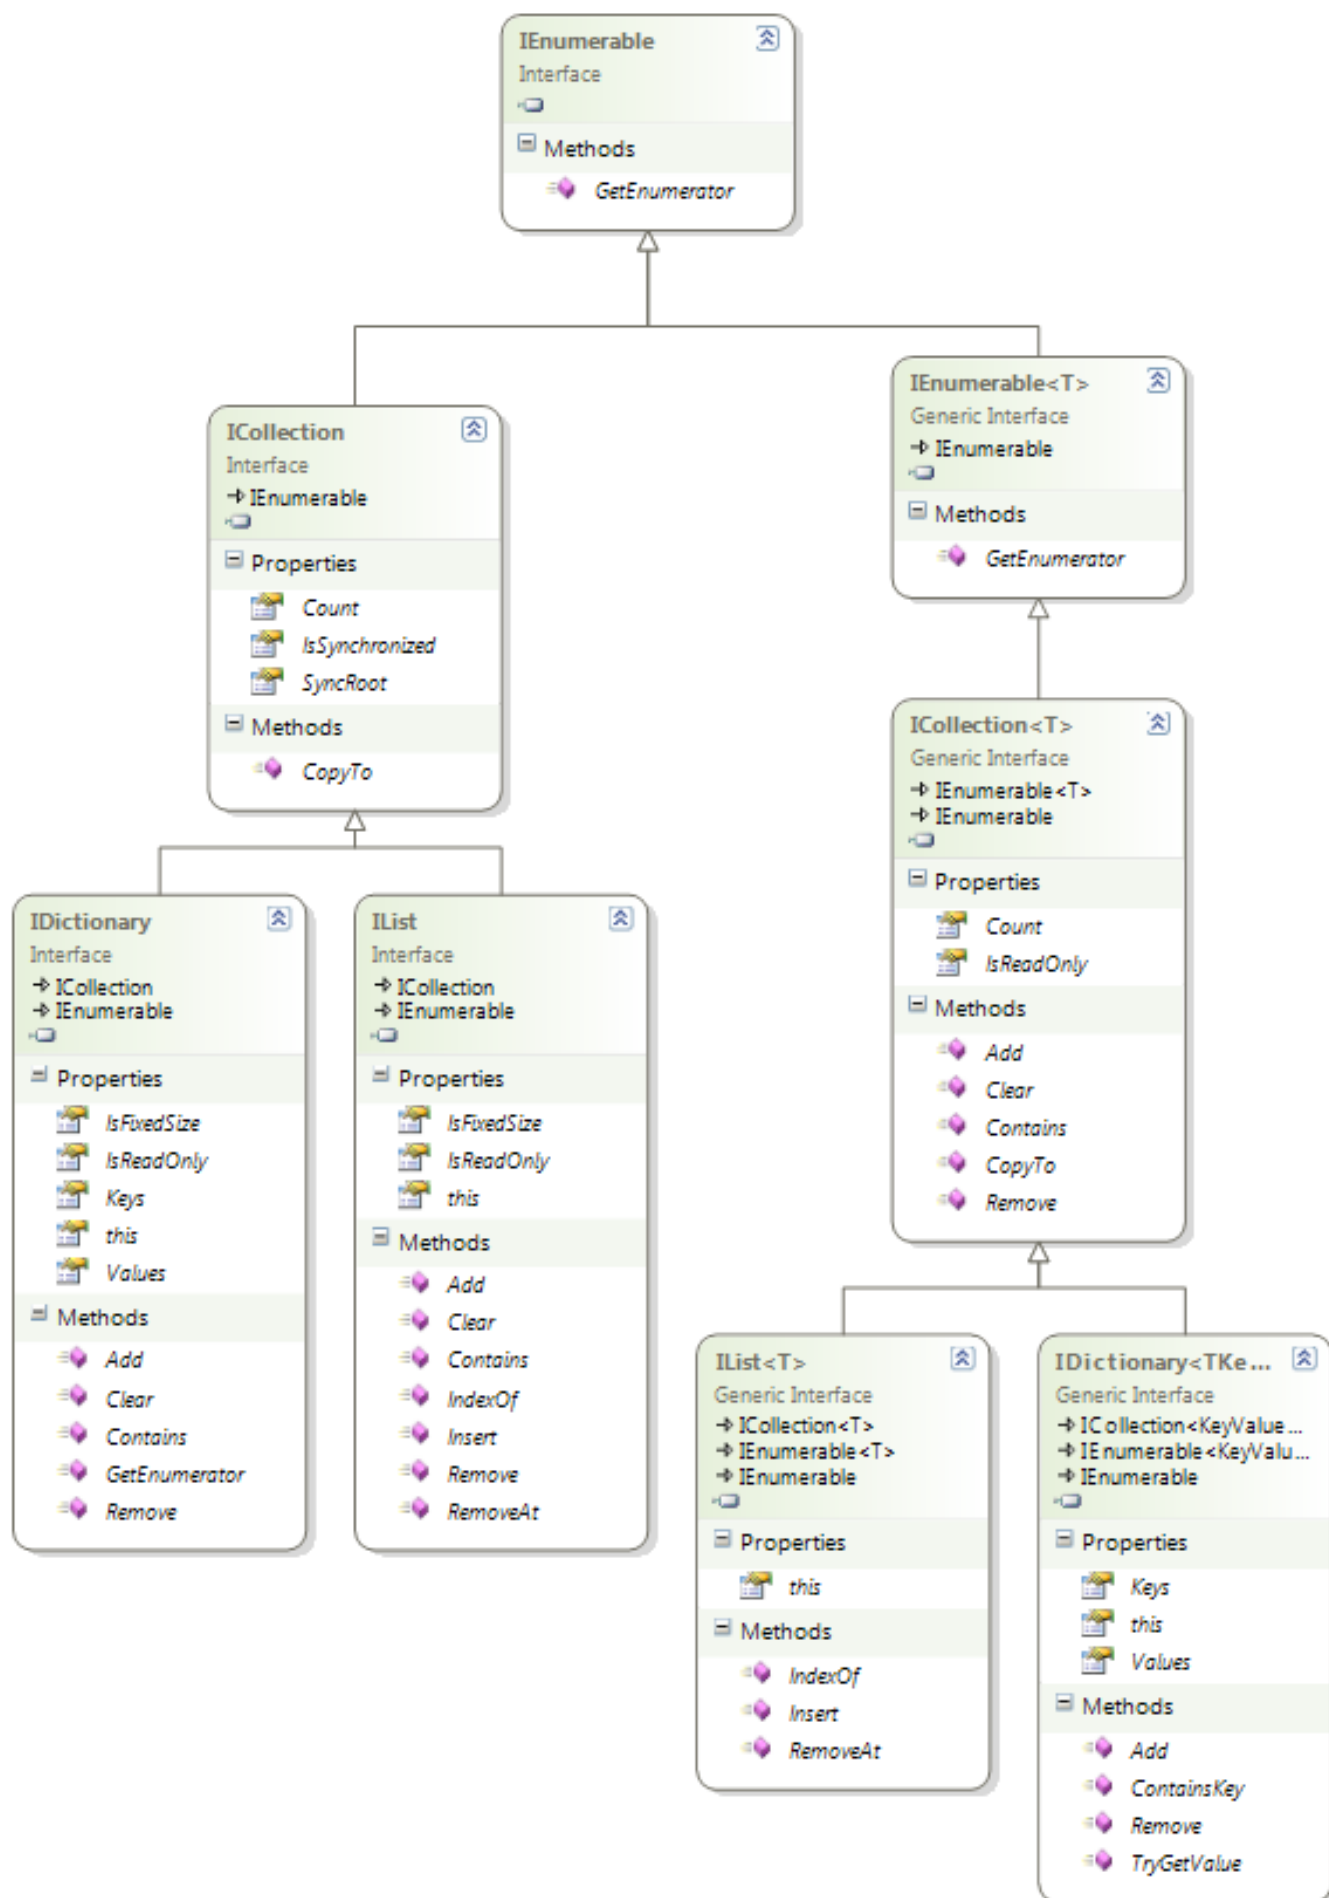 IEnumerable
Interface
Methods
GetEnumerator
ICollection
Interface
IEnumerable
Properties
Count
IsSynchronized
SyncRoot
Methods
CopyTo
IEnumerable<T>
Generic Interface
IEnumerable
Methods
GetEnumerator
ICollection<T>
Generic Interface
IEnumerable<T>
IEnumerable
Properties
Count
IsReadOnly
Methods
Add
Clear
Contains
CopyTo
Remove
IDictionary
Interface
ICollection
IEnumerable
Properties
IsFixedSize
IsReadOnly
Keys
this
Values
Methods
Add
Clear
Contains
GetEnumerator
Remove
IList
Interface
ICollection
IEnumerable
Properties
IsFixedSize
IsReadOnly
this
Methods
Add
Clear
Contains
IndexOf
Insert
Remove
RemoveAt
IList<T>
Generic Interface
ICollection<T>
IEnumerable<T>
IEnumerable
Properties
this
Methods
IndexOf
Insert
RemoveAt
IDictionary<TKe...
Generic Interface
ICollection<KeyValue...
IEnumerable<KeyValu...
IEnumerable
Properties
Keys
this
Values
Methods
Add
ContainsKey
Remove
TryGetValue